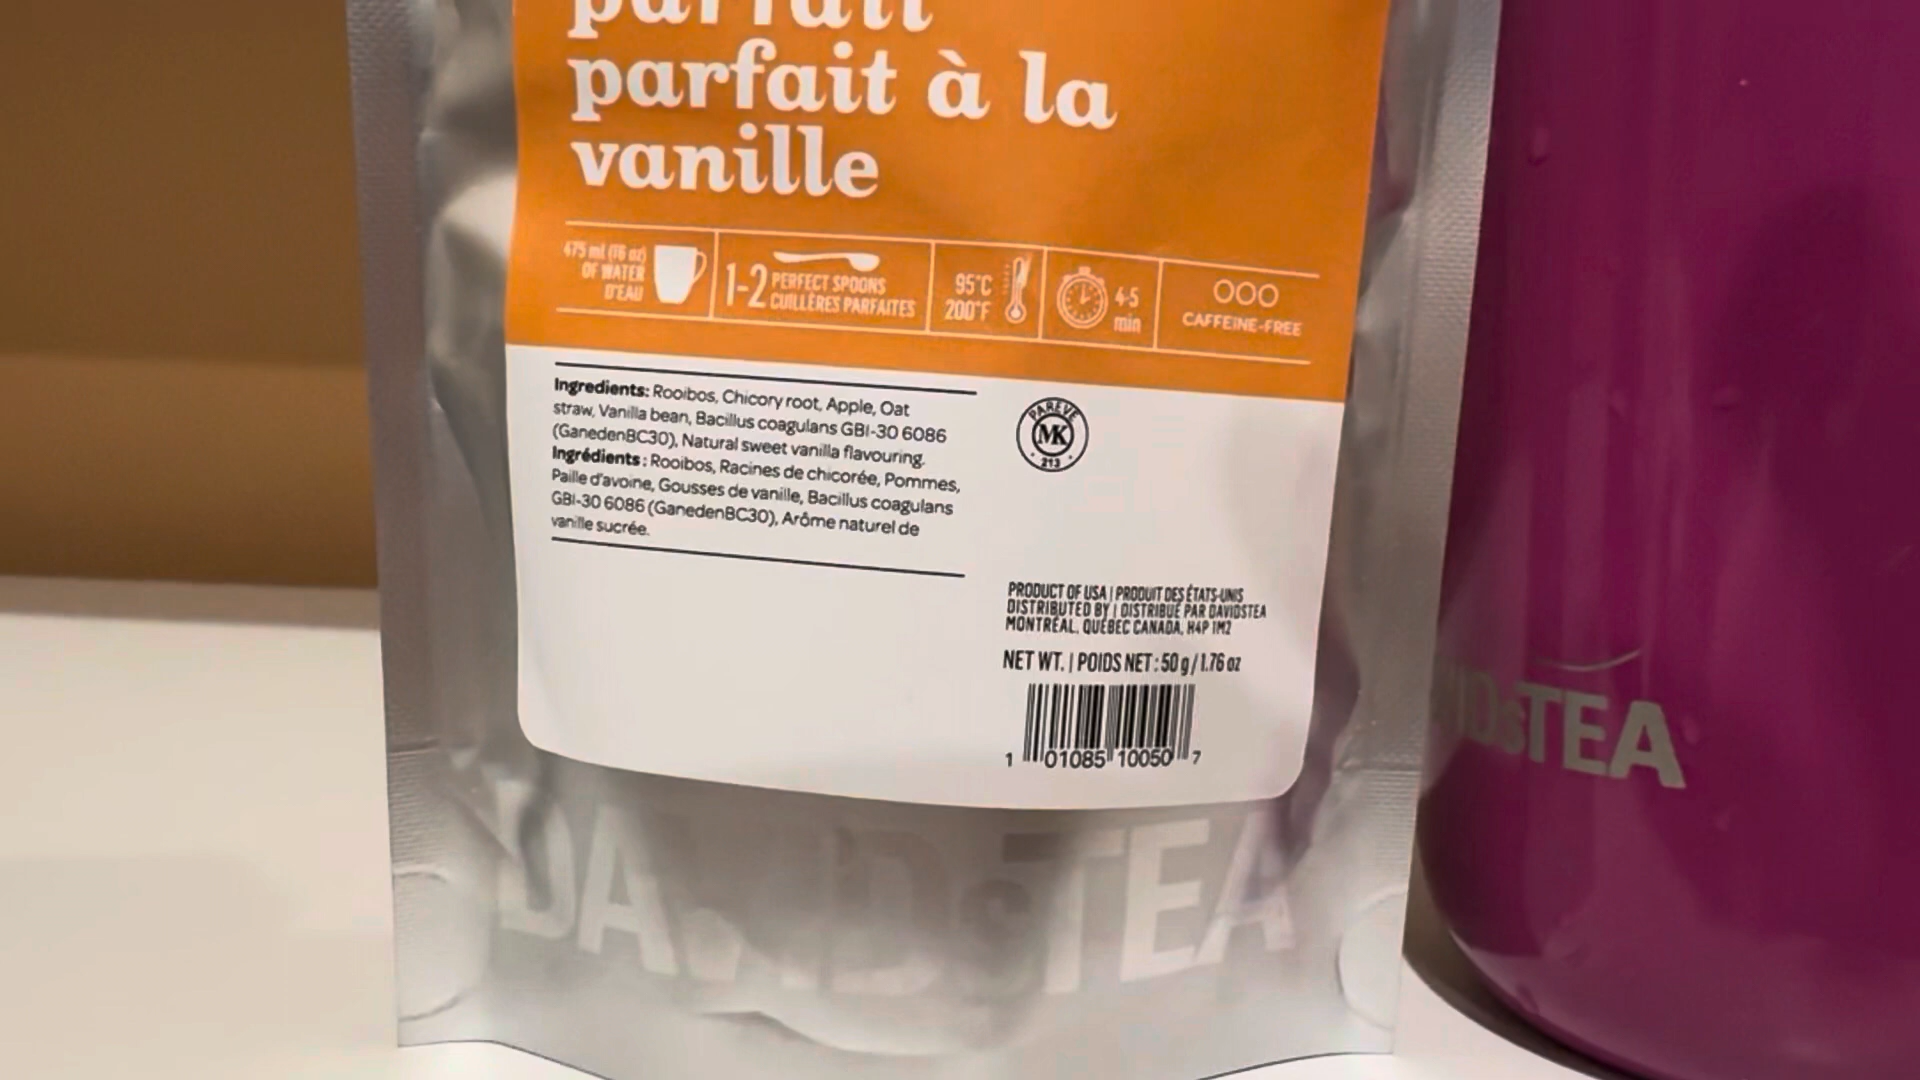 parfait
parfait à la
vanille
475 ml (16 oz)
OF WATER
D'EAU
1-2 PERFECT SPOONS
CUILLÈRES PARFAITES
95°C
200°F
4-5
min
CAFFEINE-FREE
Ingredients: Rooibos, Chicory root, Apple, Oat
straw, Vanilla bean, Bacillus coagulans GBI-30 6086
(GanedenBC30), Natural sweet vanilla flavouring.
Ingrédients : Rooibos, Racines de chicorée, Pommes,
Paille d'avoine, Gousses de vanille, Bacillus coagulans
GBI-30 6086 (GanedenBC30), Arôme naturel de
vanille sucrée.
PAREVE
MK
213
PRODUCT OF USA | PRODUIT DES ÉTATS-UNIS
DISTRIBUTED BY | DISTRIBUÉ PAR DAVIDSTEA
MONTRÉAL, QUÉBEC CANADA, H4P 1M2
NET WT. | POIDS NET : 50 g / 1.76 oz
1 01085 10050 7
DAVIDsTEA
DAVIDsTEA